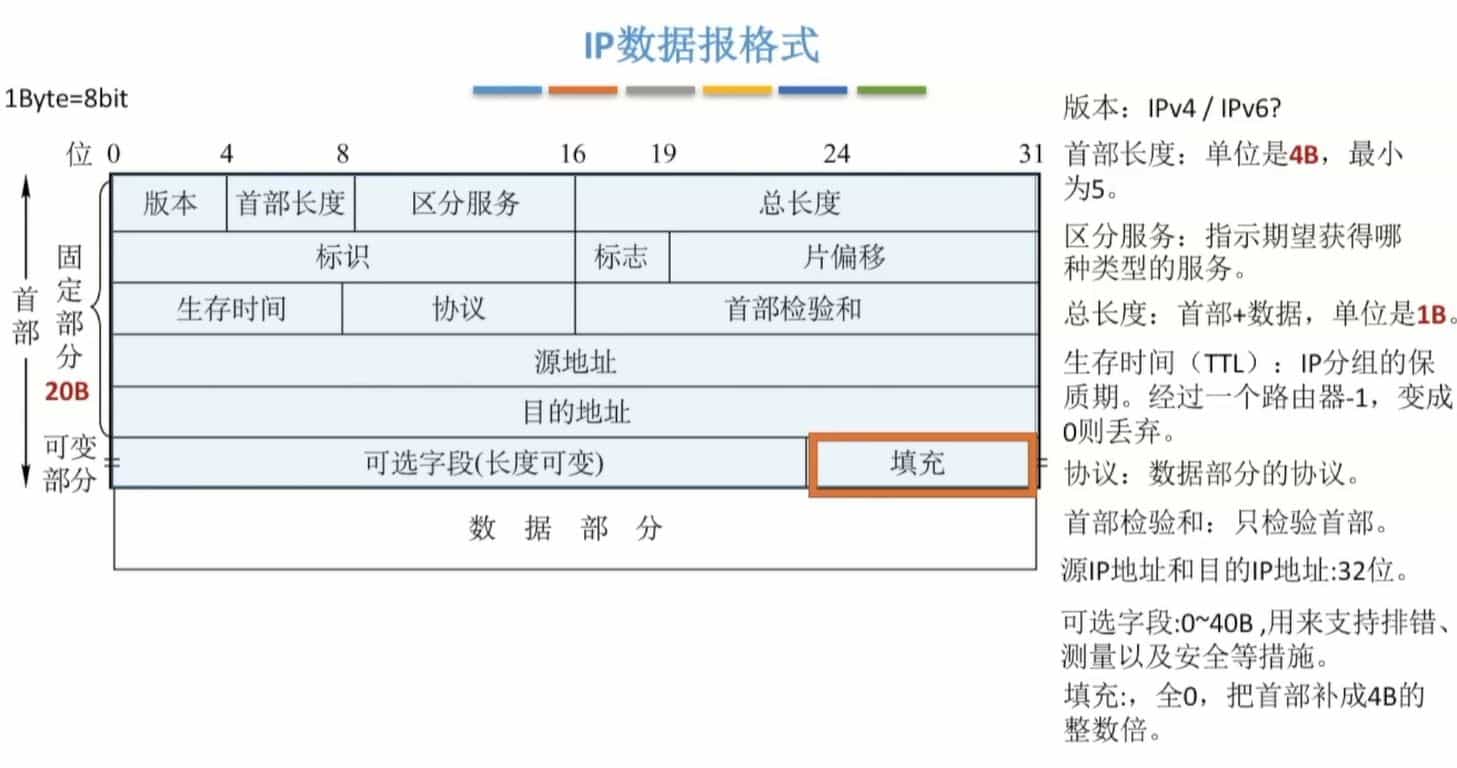 IP数据报格式
1Byte=8bit
位 0 4 8 16 19 24 31
版本 首部长度 区分服务 总长度
标识 标志 片偏移
生存时间 协议 首部检验和
源地址
目的地址
可选字段(长度可变) 填充
数 据 部 分
首部
固定部分
20B
可变
部分
版本：IPv4 / IPv6?
首部长度：单位是4B，最小
为5。
区分服务：指示期望获得哪
种类型的服务。
总长度：首部+数据，单位是1B。
生存时间（TTL）：IP分组的保
质期。经过一个路由器-1，变成
0则丢弃。
协议：数据部分的协议。
首部检验和：只检验首部。
源IP地址和目的IP地址:32位。
可选字段:0~40B ,用来支持排错、
测量以及安全等措施。
填充:，全0，把首部补成4B的
整数倍。